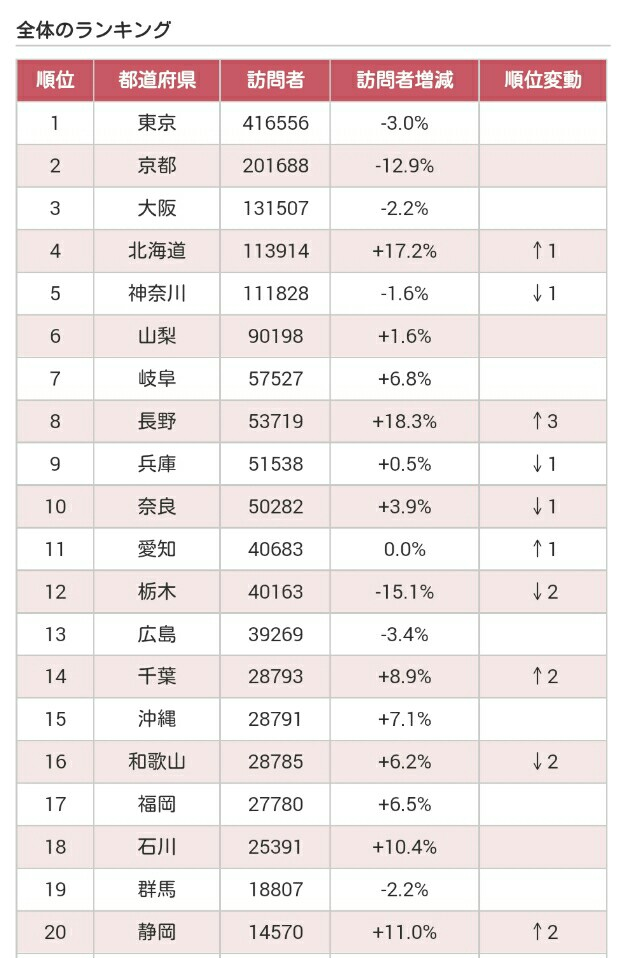 全体のランキング
順位 都道府県 訪問者 訪問者増減 順位変動
1 東京 416556 -3.0%
2 京都 201688 -12.9%
3 大阪 131507 -2.2%
4 北海道 113914 +17.2% ↑1
5 神奈川 111828 -1.6% ↓1
6 山梨 90198 +1.6%
7 岐阜 57527 +6.8%
8 長野 53719 +18.3% ↑3
9 兵庫 51538 +0.5% ↓1
10 奈良 50282 +3.9% ↓1
11 愛知 40683 0.0% ↑1
12 栃木 40163 -15.1% ↓2
13 広島 39269 -3.4%
14 千葉 28793 +8.9% ↑2
15 沖縄 28791 +7.1%
16 和歌山 28785 +6.2% ↓2
17 福岡 27780 +6.5%
18 石川 25391 +10.4%
19 群馬 18807 -2.2%
20 静岡 14570 +11.0% ↑2